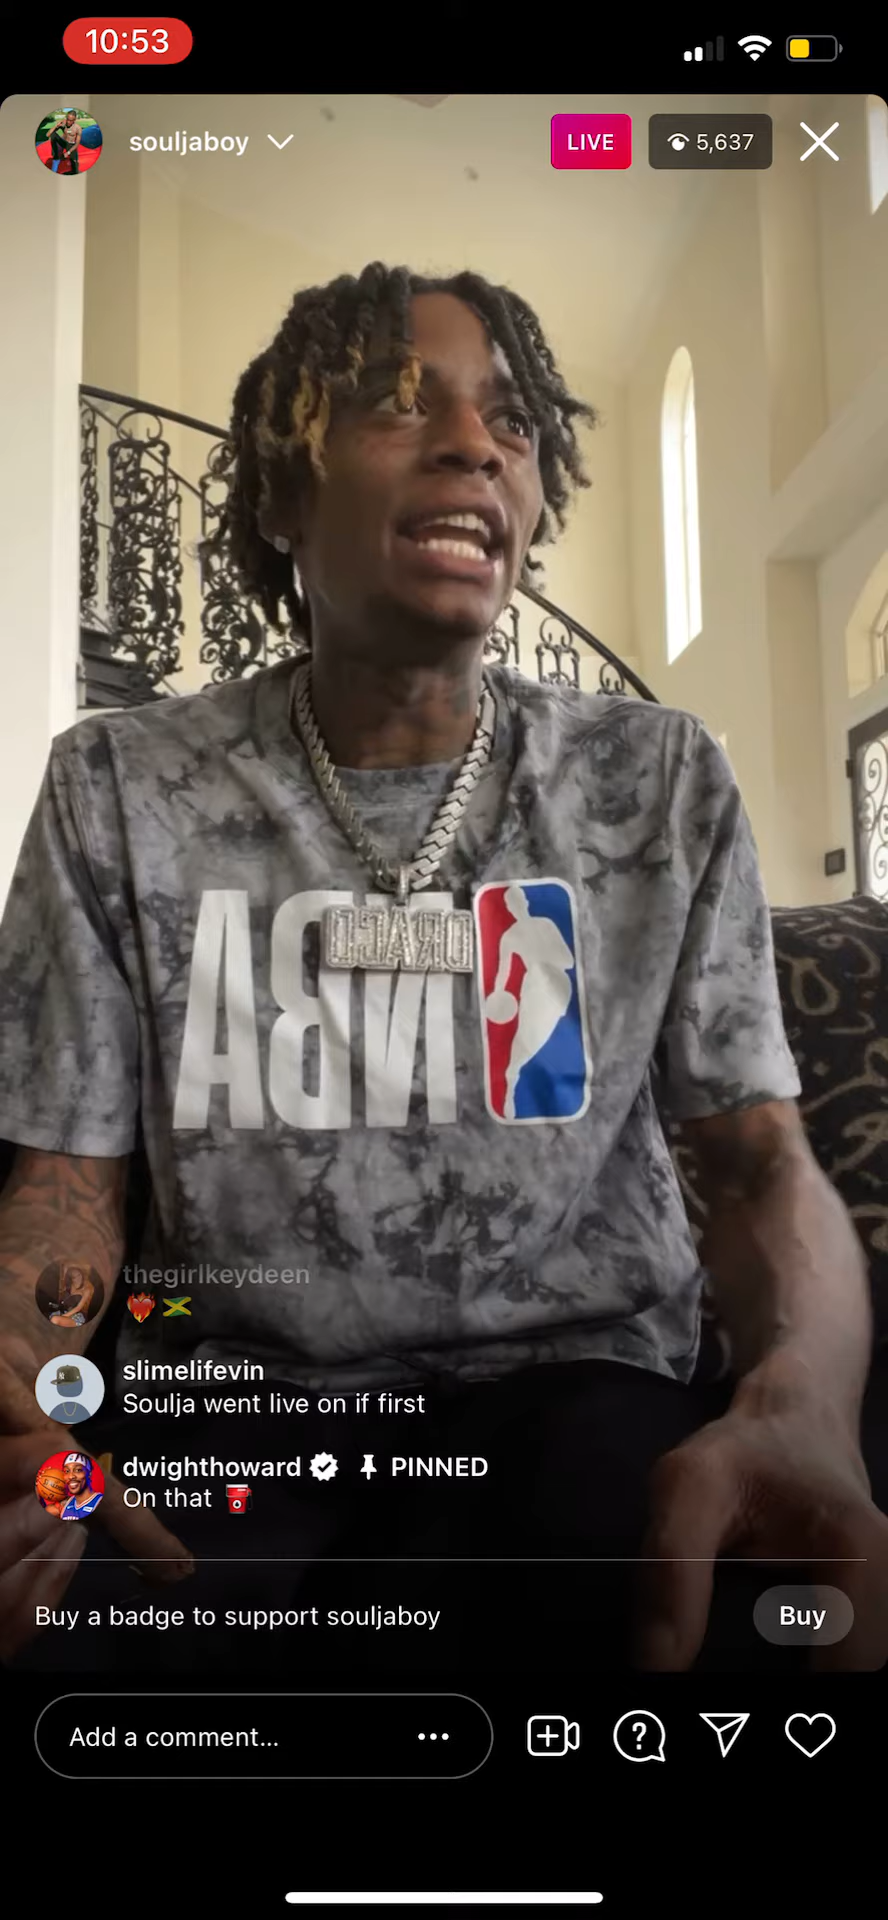 10:53
souljaboy
LIVE
5,637
NBA
DRACO
thegirlkeydeen
slimelifevin
Soulja went live on if first
dwighthoward PINNED
On that
Buy a badge to support souljaboy
Buy
Add a comment...